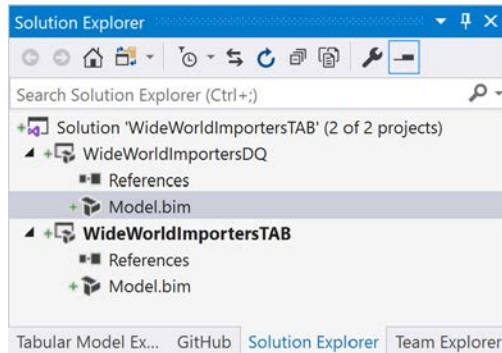 Solution Explorer
Search Solution Explorer (Ctrl+;)
Solution 'WideWorldImportersTAB' (2 of 2 projects)
WideWorldImportersDQ
References
Model.bim
WideWorldImportersTAB
References
Model.bim
Tabular Model Ex... GitHub Solution Explorer Team Explorer